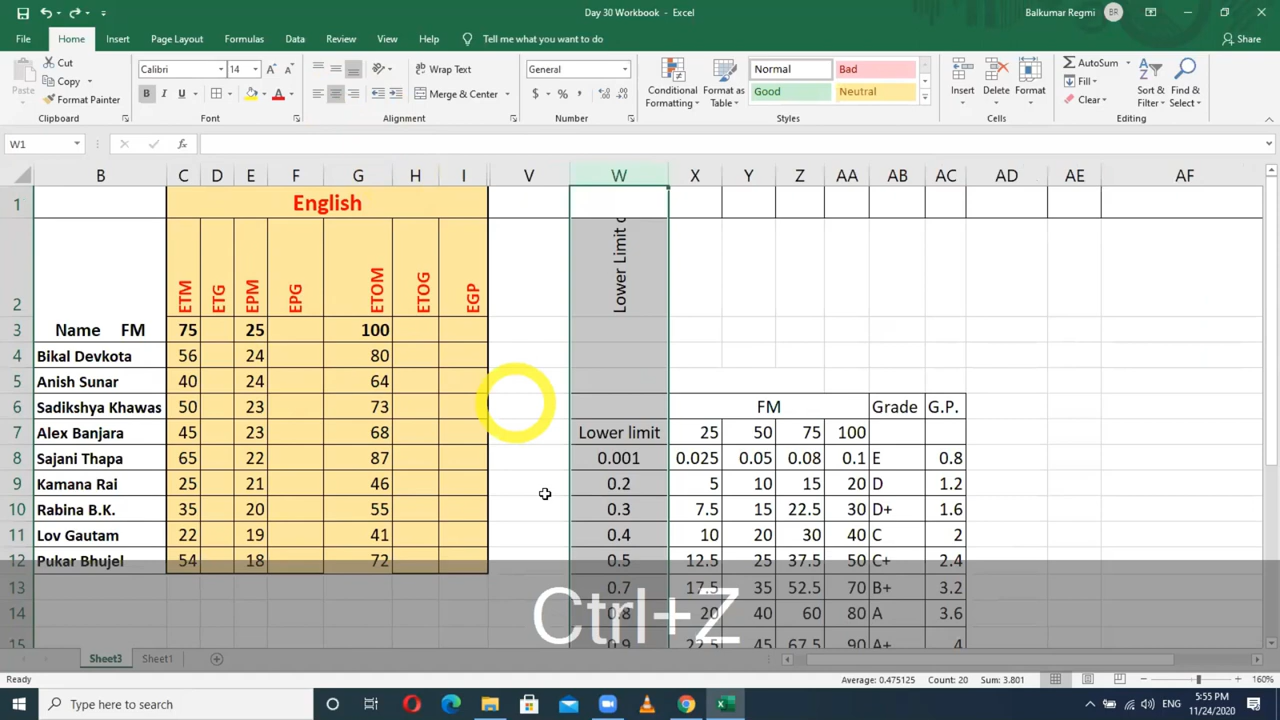 Day 30 Workbook - Excel
Balkumar Regmi BR
File Home Insert Page Layout Formulas Data Review View Help Tell me what you want to do Share
Cut
Copy
Format Painter
Paste
Clipboard
Calibri 14 A A
B I U A
Font
Wrap Text
Merge & Center
Alignment
General
$ % ,
Number
Conditional Formatting
Format as Table
Normal Bad
Good Neutral
Styles
Insert Delete Format
Cells
AutoSum
Fill
Clear
Sort & Filter
Find & Select
Editing
W1 fx
B C D E F G H I V W X Y Z AA AB AC AD AE AF
1 English
2 ETM ETG EPM EPG ETOM ETOG EGP Lower Limit
3 Name FM 75 25 100
4 Bikal Devkota 56 24 80
5 Anish Sunar 40 24 64
6 Sadikshya Khawas 50 23 73 FM Grade G.P.
7 Alex Banjara 45 23 68 Lower limit 25 50 75 100
8 Sajani Thapa 65 22 87 0.001 0.025 0.05 0.08 0.1 E 0.8
9 Kamana Rai 25 21 46 0.2 5 10 15 20 D 1.2
10 Rabina B.K. 35 20 55 0.3 7.5 15 22.5 30 D+ 1.6
11 Lov Gautam 22 19 41 0.4 10 20 30 40 C 2
12 Pukar Bhujel 54 18 72 0.5 12.5 25 37.5 50 C+ 2.4
13 0.7 17.5 35 52.5 70 B+ 3.2
14 0.8 20 40 60 80 A 3.6
15 0.9 22.5 45 67.5 90 A+ 4
Ctrl+Z
Sheet3 Sheet1
Ready Average: 0.475125 Count: 20 Sum: 3.801 160%
Type here to search
ENG
5:55 PM
11/24/2020